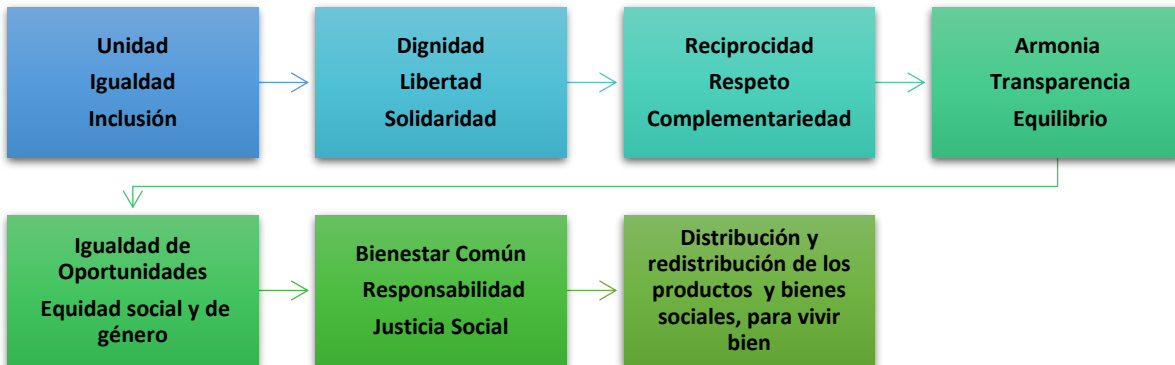 Unidad
Igualdad
Inclusión
Dignidad
Libertad
Solidaridad
Reciprocidad
Respeto
Complementariedad
Armonia
Transparencia
Equilibrio
Igualdad de
Oportunidades
Equidad social y de
género
Bienestar Común
Responsabilidad
Justicia Social
Distribución y
redistribución de los
productos y bienes
sociales, para vivir
bien